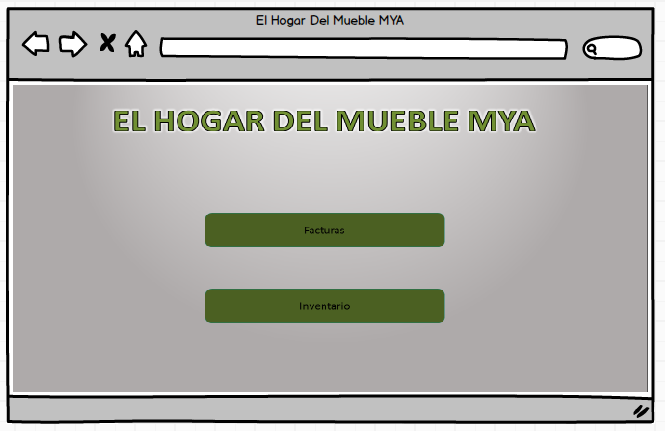 El Hogar Del Mueble MYA
EL HOGAR DEL MUEBLE MYA
Facturas
Inventario